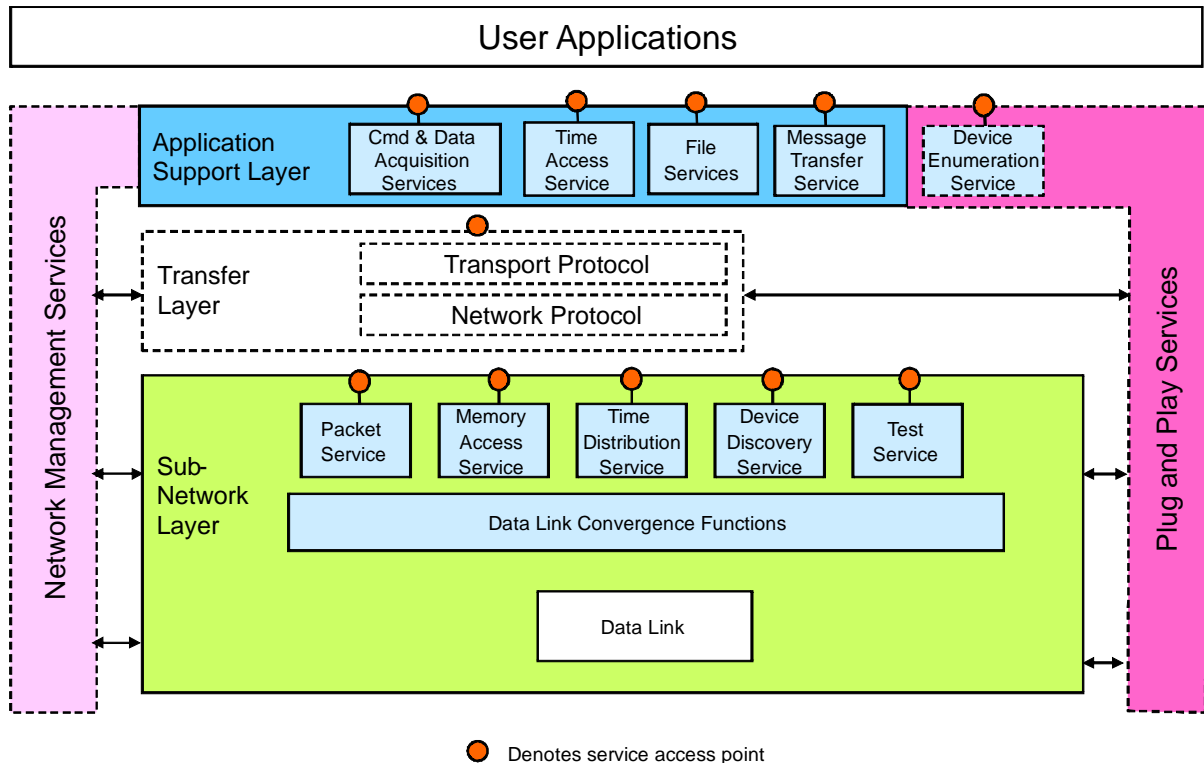 User Applications
Network Management Services
Application
Support Layer
Cmd & Data
Acquisition
Services
Time
Access
Service
File
Services
Message
Transfer
Service
Device
Enumeration
Service
Transfer
Layer
Transport Protocol
Network Protocol
Sub-
Network
Layer
Packet
Service
Memory
Access
Service
Time
Distribution
Service
Device
Discovery
Service
Test
Service
Data Link Convergence Functions
Data Link
Plug and Play Services
Denotes service access point